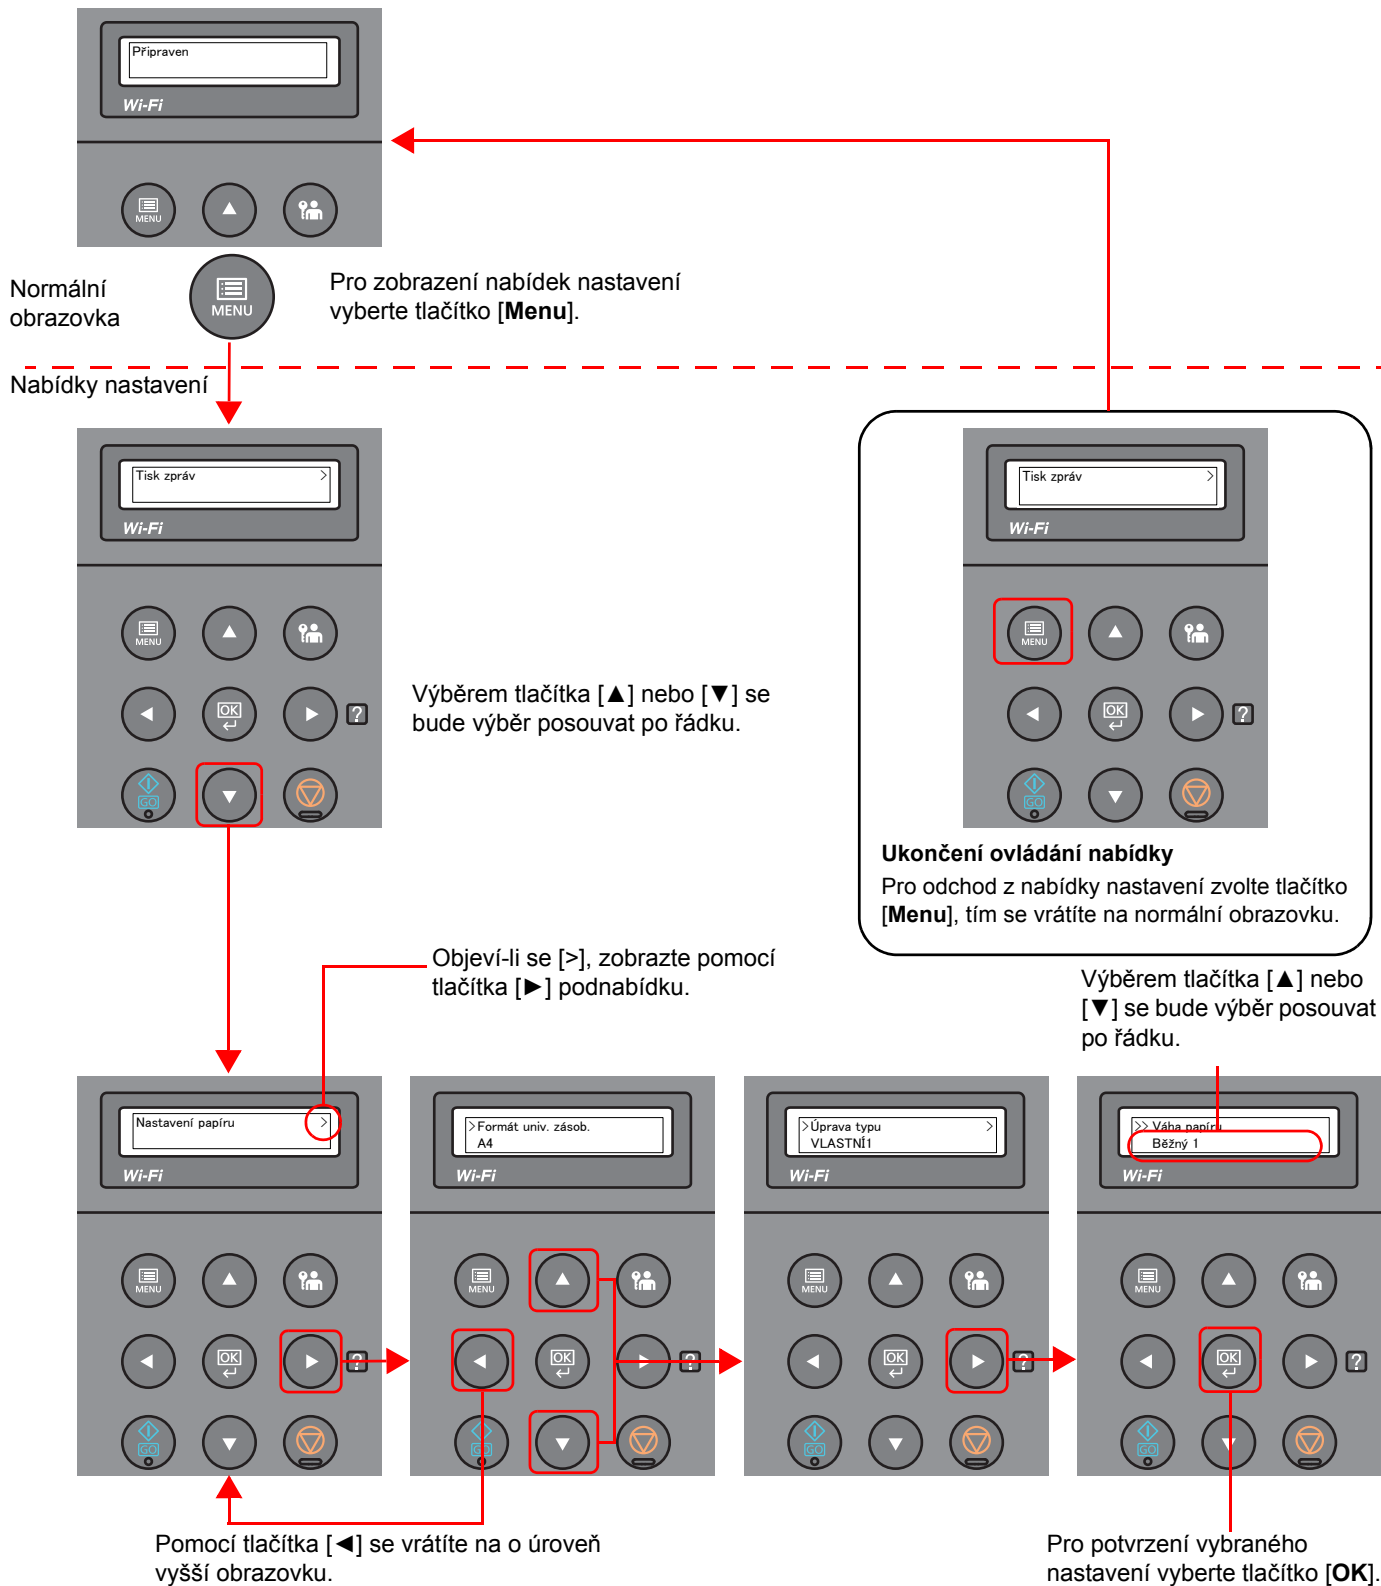 Připraven
Wi-Fi
MENU
Normální
obrazovka
MENU
Pro zobrazení nabídek nastavení
vyberte tlačítko [Menu].
Nabídky nastavení
Tisk zpráv >
Wi-Fi
MENU
OK
?
GO
Výběrem tlačítka [▲] nebo [▼] se
bude výběr posouvat po řádku.
Tisk zpráv >
Wi-Fi
MENU
OK
?
GO
Ukončení ovládání nabídky
Pro odchod z nabídky nastavení zvolte tlačítko
[Menu], tím se vrátíte na normální obrazovku.
Objeví-li se [>], zobrazte pomocí
tlačítka [►] podnabídku.
Výběrem tlačítka [▲] nebo
[▼] se bude výběr posouvat
po řádku.
Nastavení papíru >
Wi-Fi
MENU
OK
?
GO
>Formát univ. zásob.
A4
Wi-Fi
MENU
OK
?
GO
>Úprava typu >
VLASTNÍ1
Wi-Fi
MENU
OK
?
GO
>> Váha papíru
Běžný 1
Wi-Fi
MENU
OK
?
GO
Pomocí tlačítka [◄] se vrátíte na o úroveň
vyšší obrazovku.
Pro potvrzení vybraného
nastavení vyberte tlačítko [OK].